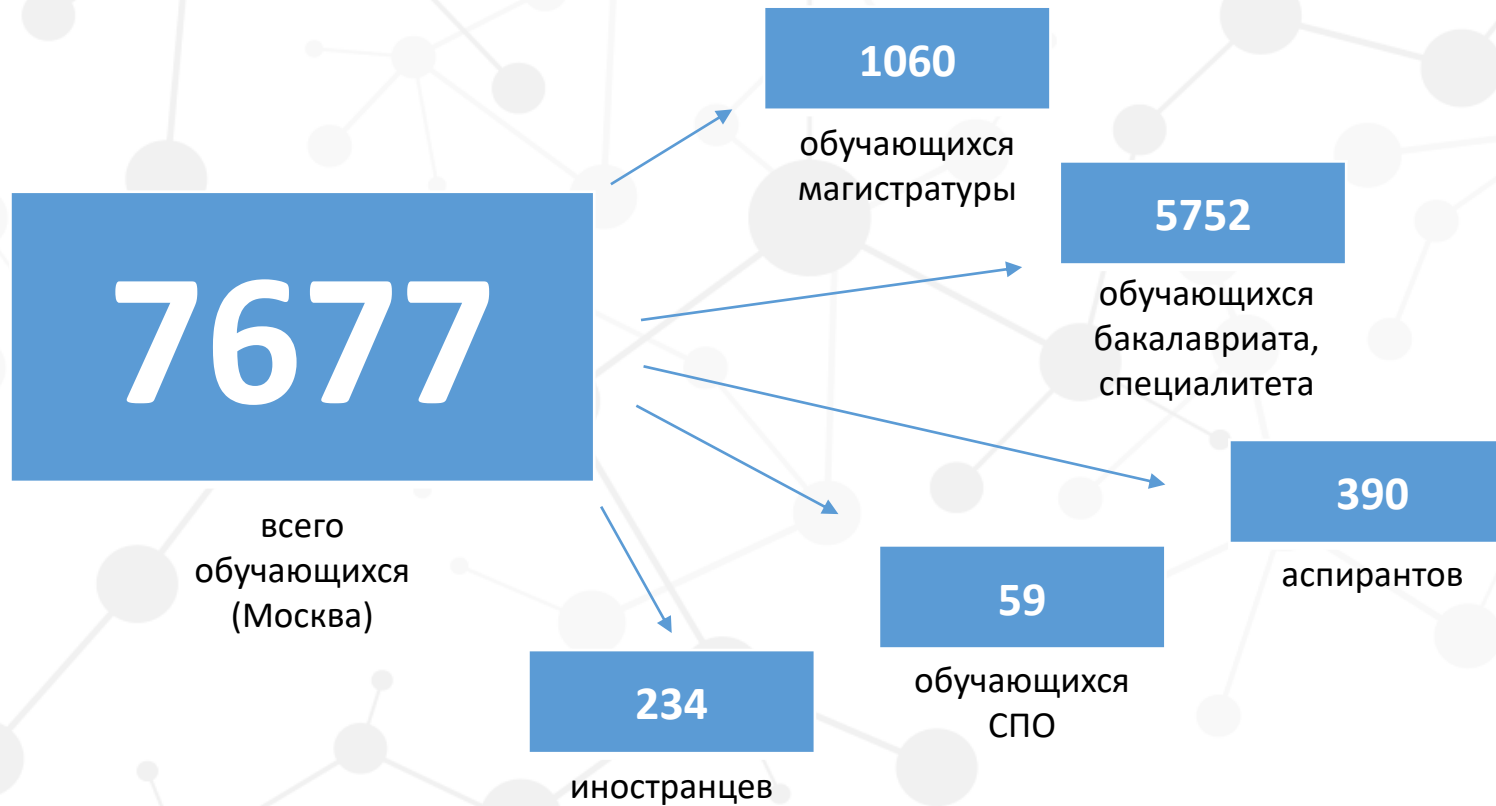 7677
всего
обучающихся
(Москва)
1060
обучающихся
магистратуры
5752
обучающихся
бакалавриата,
специалитета
390
аспирантов
59
обучающихся
СПО
234
иностранцев